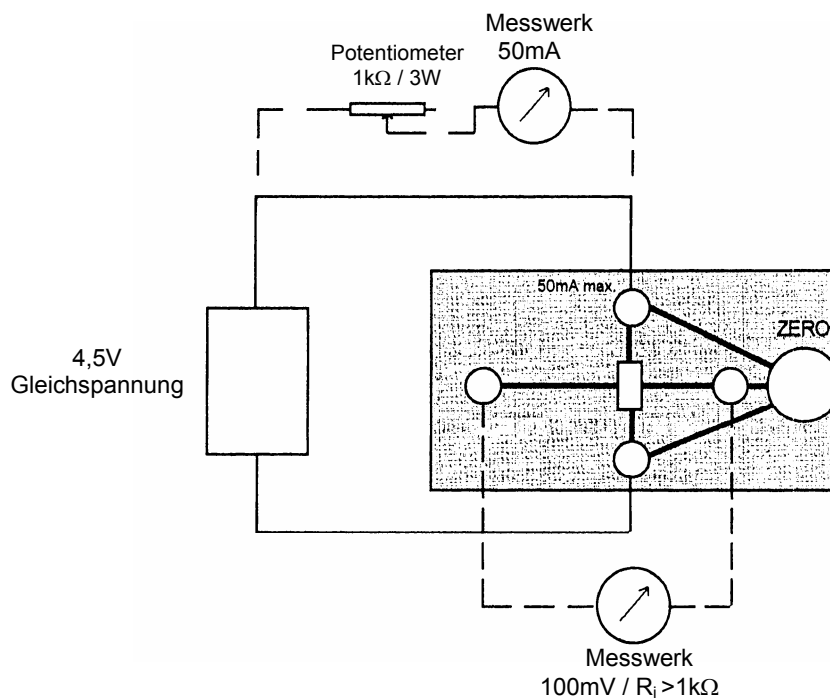 Messwerk
50mA
Potentiometer
1kΩ / 3W
50mA max.
ZERO
4,5V
Gleichspannung
Messwerk
100mV / Ri >1kΩ